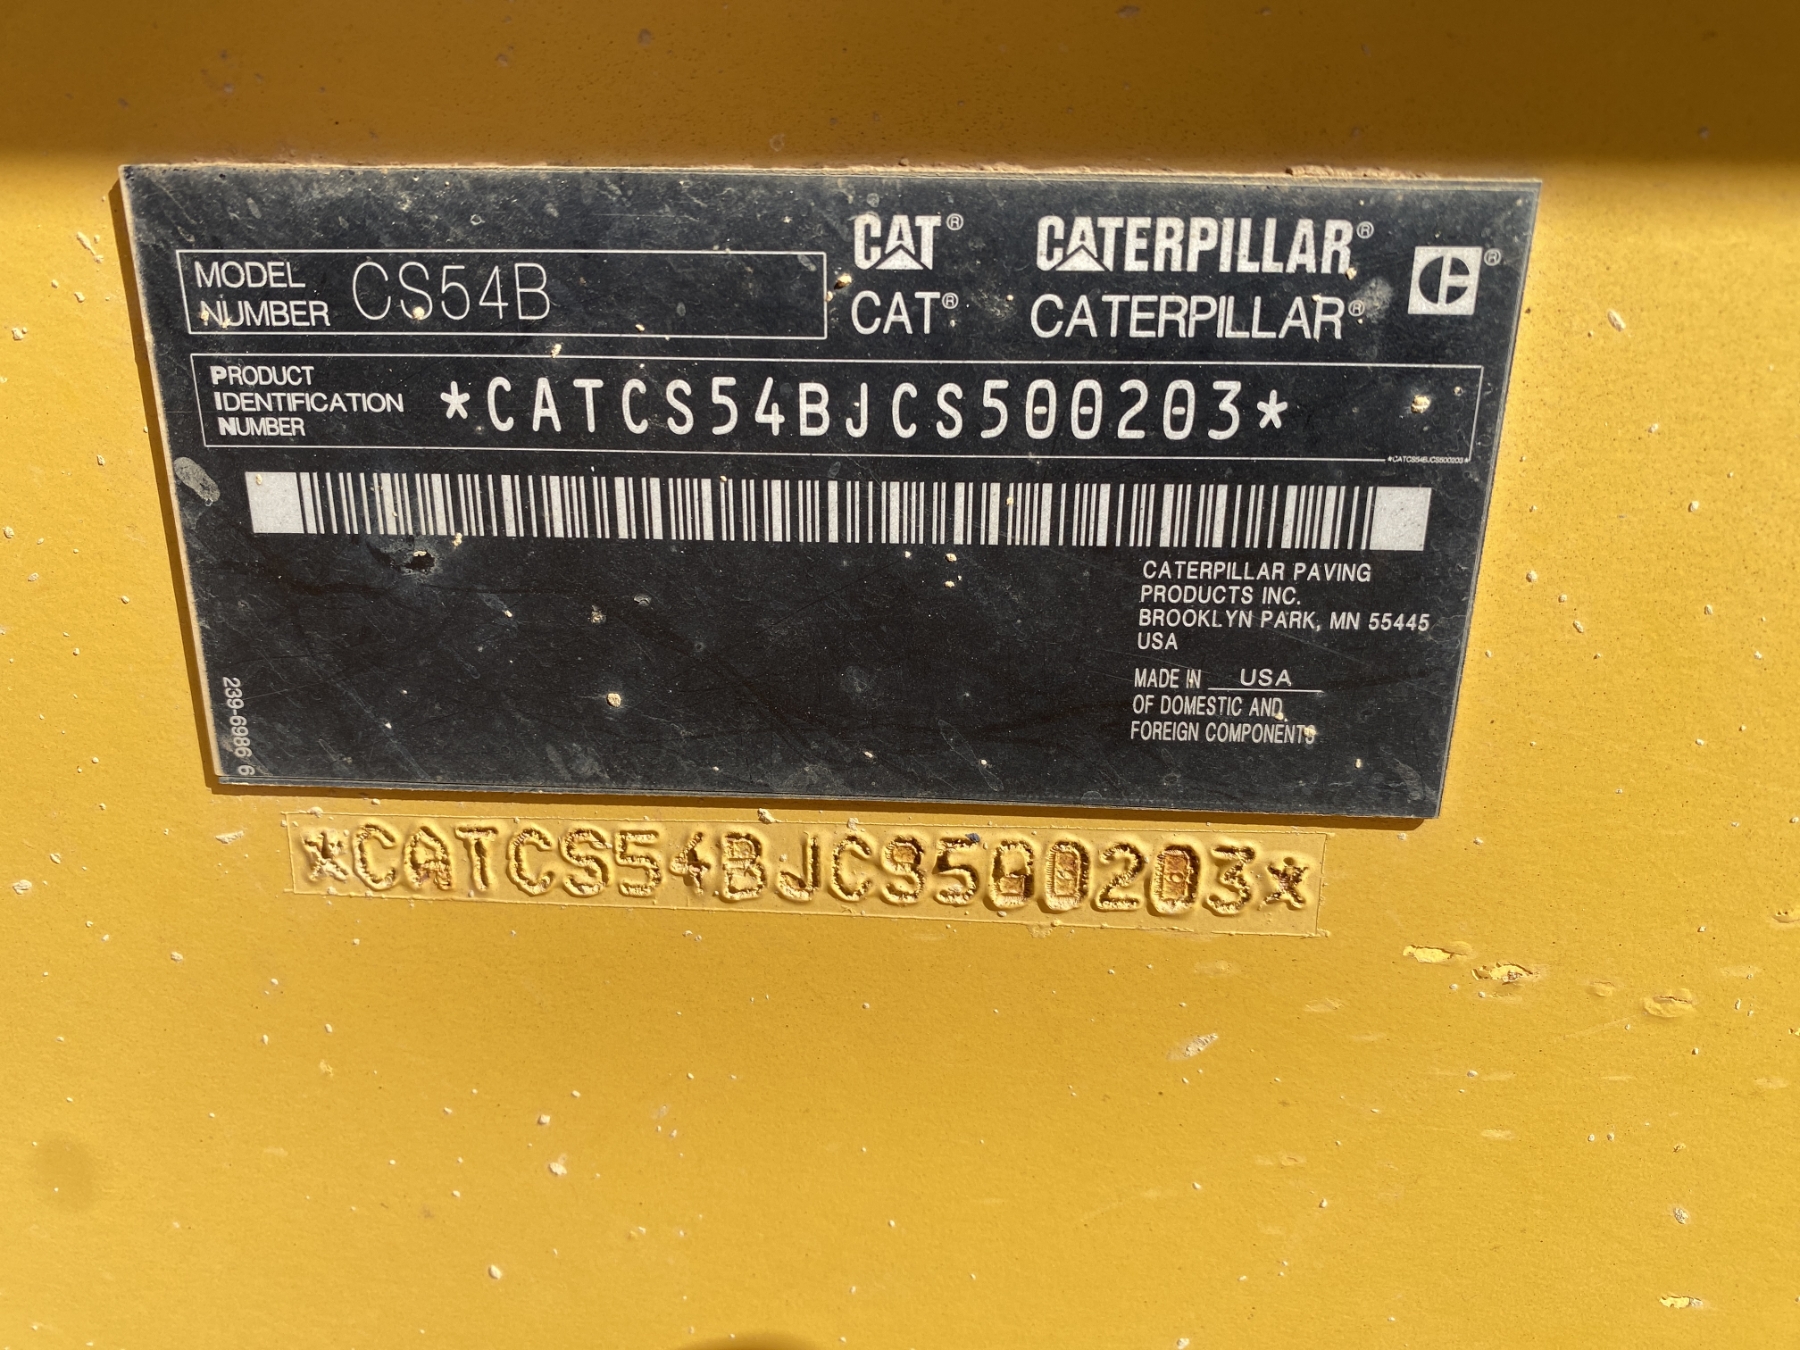 MODEL NUMBER CS54B
CAT® CATERPILLAR®
CAT® CATERPILLAR®
PRODUCT IDENTIFICATION NUMBER *CATCS54BJCS500203*
*CATCS54BJCS500203*
CATERPILLAR PAVING
PRODUCTS INC.
BROOKLYN PARK, MN 55445
USA
MADE IN USA
OF DOMESTIC AND
FOREIGN COMPONENTS
239-6986 6
*CATCS54BJCS500203*